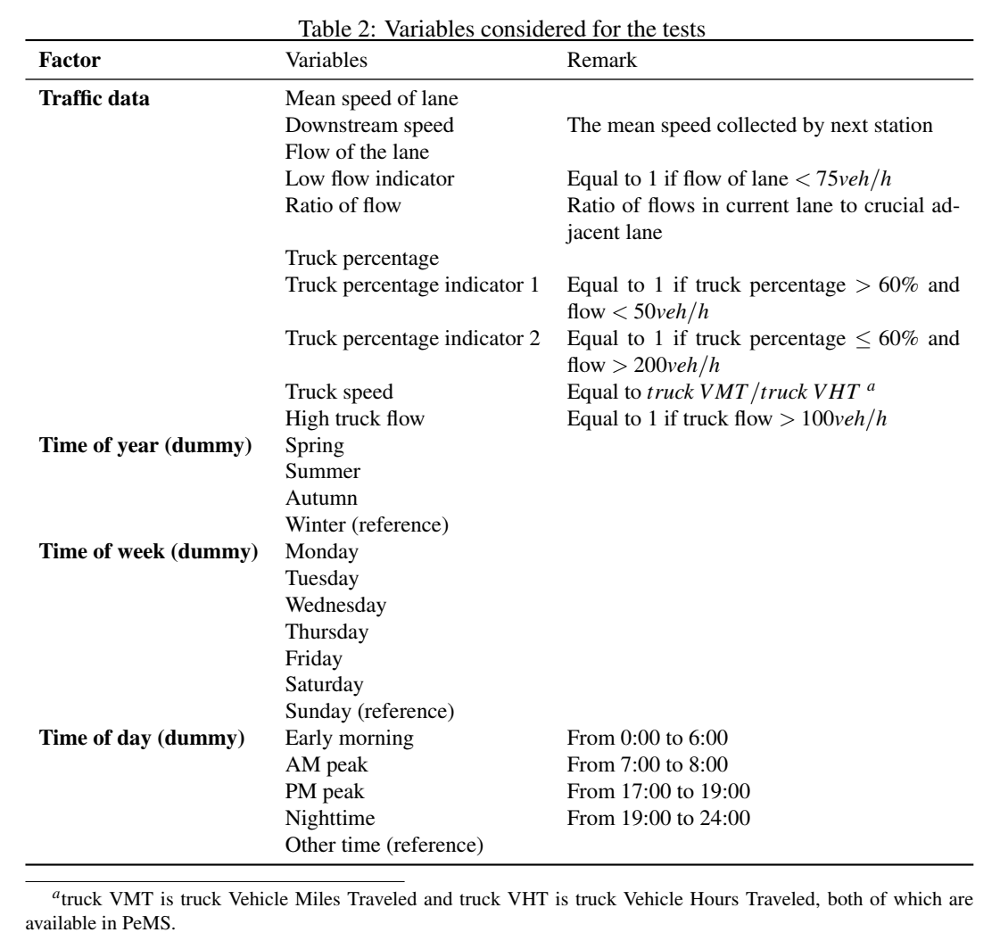 Table 2: Variables considered for the tests
Factor Variables Remark
Traffic data Mean speed of lane
Downstream speed The mean speed collected by next station
Flow of the lane
Low flow indicator Equal to 1 if flow of lane < 75veh/h
Ratio of flow Ratio of flows in current lane to crucial ad-
jacent lane
Truck percentage
Truck percentage indicator 1 Equal to 1 if truck percentage > 60% and
flow < 50veh/h
Truck percentage indicator 2 Equal to 1 if truck percentage ≤ 60% and
flow > 200veh/h
Truck speed Equal to truck VMT/truck VHT a
High truck flow Equal to 1 if truck flow > 100veh/h
Time of year (dummy) Spring
Summer
Autumn
Winter (reference)
Time of week (dummy) Monday
Tuesday
Wednesday
Thursday
Friday
Saturday
Sunday (reference)
Time of day (dummy) Early morning From 0:00 to 6:00
AM peak From 7:00 to 8:00
PM peak From 17:00 to 19:00
Nighttime From 19:00 to 24:00
Other time (reference)
a truck VMT is truck Vehicle Miles Traveled and truck VHT is truck Vehicle Hours Traveled, both of which are
available in PeMS.